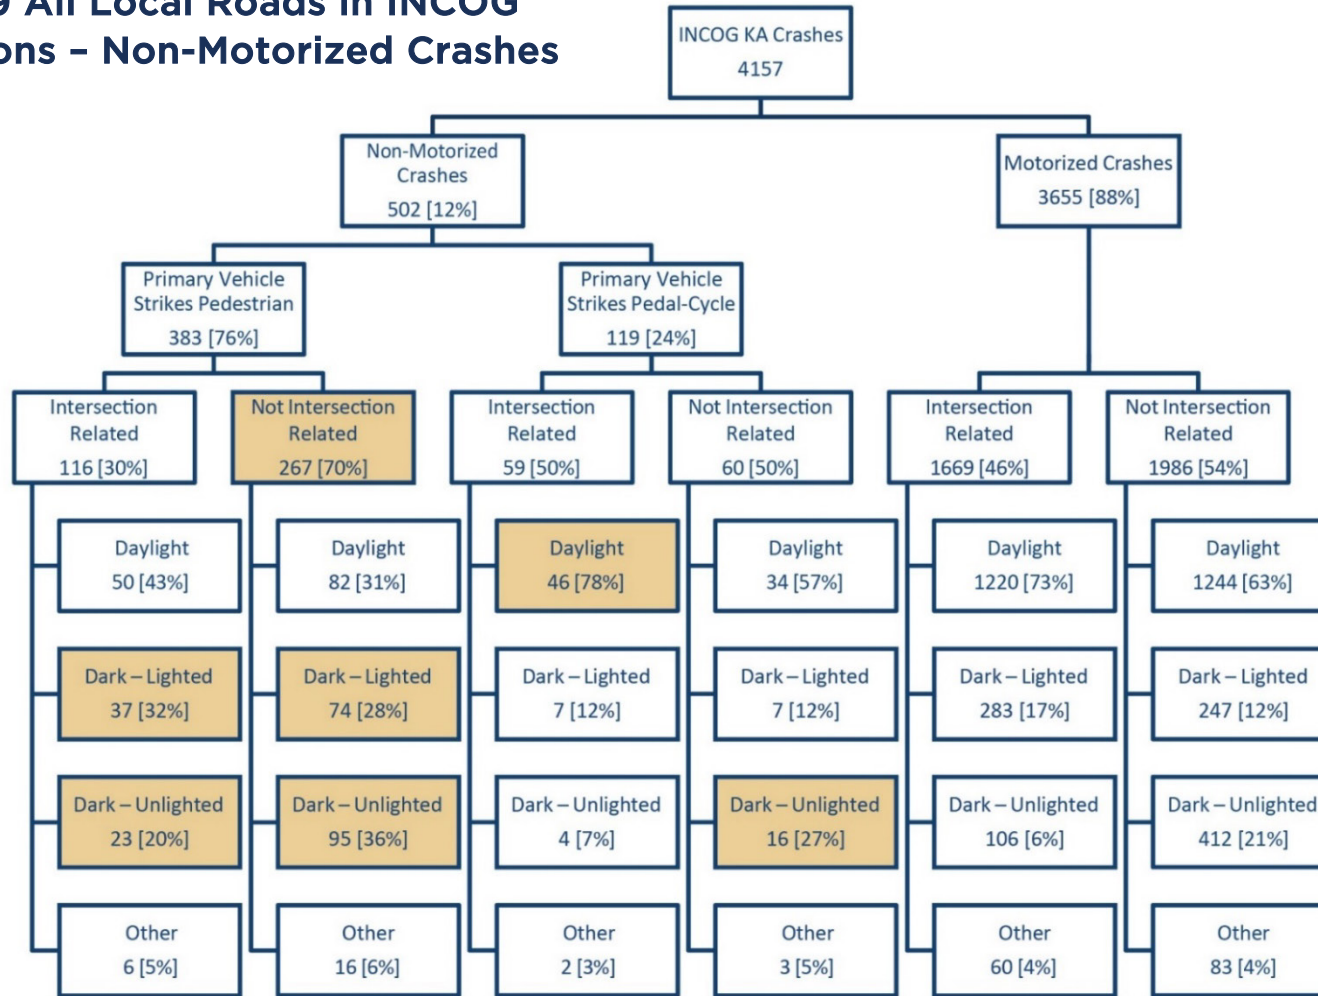 9 All Local Roads in INCOG
ons – Non-Motorized Crashes
INCOG KA Crashes
4157
Non-Motorized
Crashes
502 [12%]
Motorized Crashes
3655 [88%]
Primary Vehicle
Strikes Pedestrian
383 [76%]
Primary Vehicle
Strikes Pedal-Cycle
119 [24%]
Intersection
Related
116 [30%]
Not Intersection
Related
267 [70%]
Intersection
Related
59 [50%]
Not Intersection
Related
60 [50%]
Intersection
Related
1669 [46%]
Not Intersection
Related
1986 [54%]
Daylight
50 [43%]
Daylight
82 [31%]
Daylight
46 [78%]
Daylight
34 [57%]
Daylight
1220 [73%]
Daylight
1244 [63%]
Dark – Lighted
37 [32%]
Dark – Lighted
74 [28%]
Dark – Lighted
7 [12%]
Dark – Lighted
7 [12%]
Dark – Lighted
283 [17%]
Dark – Lighted
247 [12%]
Dark – Unlighted
23 [20%]
Dark – Unlighted
95 [36%]
Dark – Unlighted
4 [7%]
Dark – Unlighted
16 [27%]
Dark – Unlighted
106 [6%]
Dark – Unlighted
412 [21%]
Other
6 [5%]
Other
16 [6%]
Other
2 [3%]
Other
3 [5%]
Other
60 [4%]
Other
83 [4%]